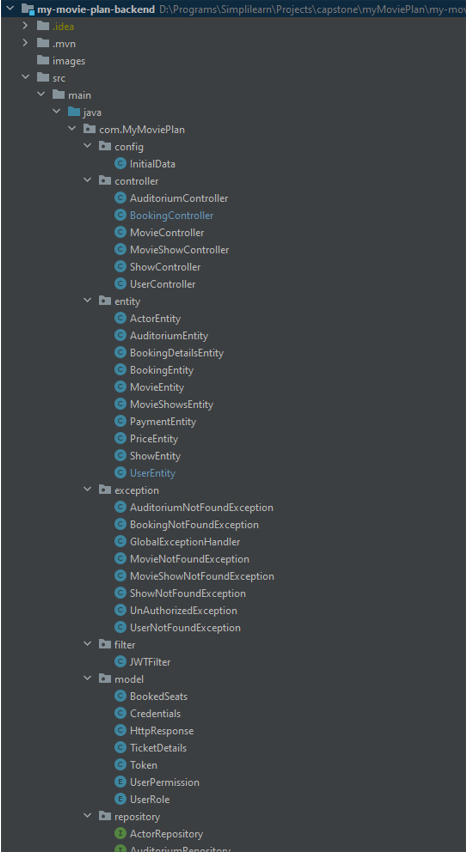 my-movie-plan-backend D:\Programs\Simplilearn\Projects\capstone\myMoviePlan\my-mov
.idea
.mvn
images
src
main
java
com.MyMoviePlan
config
InitialData
controller
AuditoriumController
BookingController
MovieController
MovieShowController
ShowController
UserController
entity
ActorEntity
AuditoriumEntity
BookingDetailsEntity
BookingEntity
MovieEntity
MovieShowsEntity
PaymentEntity
PriceEntity
ShowEntity
UserEntity
exception
AuditoriumNotFoundException
BookingNotFoundException
GlobalExceptionHandler
MovieNotFoundException
MovieShowNotFoundException
ShowNotFoundException
UnAuthorizedException
UserNotFoundException
filter
JWTFilter
model
BookedSeats
Credentials
HttpResponse
TicketDetails
Token
UserPermission
UserRole
repository
ActorRepository
AuditoriumRepository